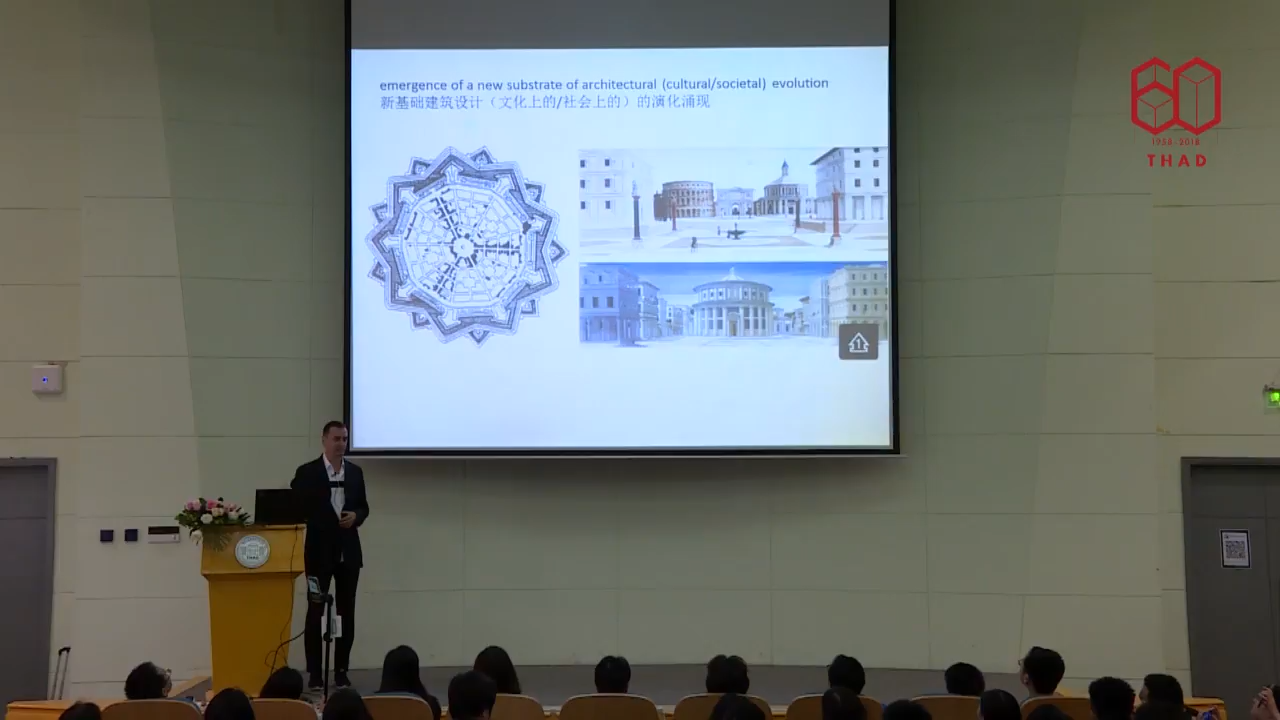 emergence of a new substrate of architectural (cultural/societal) evolution
新基础建筑设计（文化上的/社会上的）的演化涌现
1958-2018
THAD
THAD